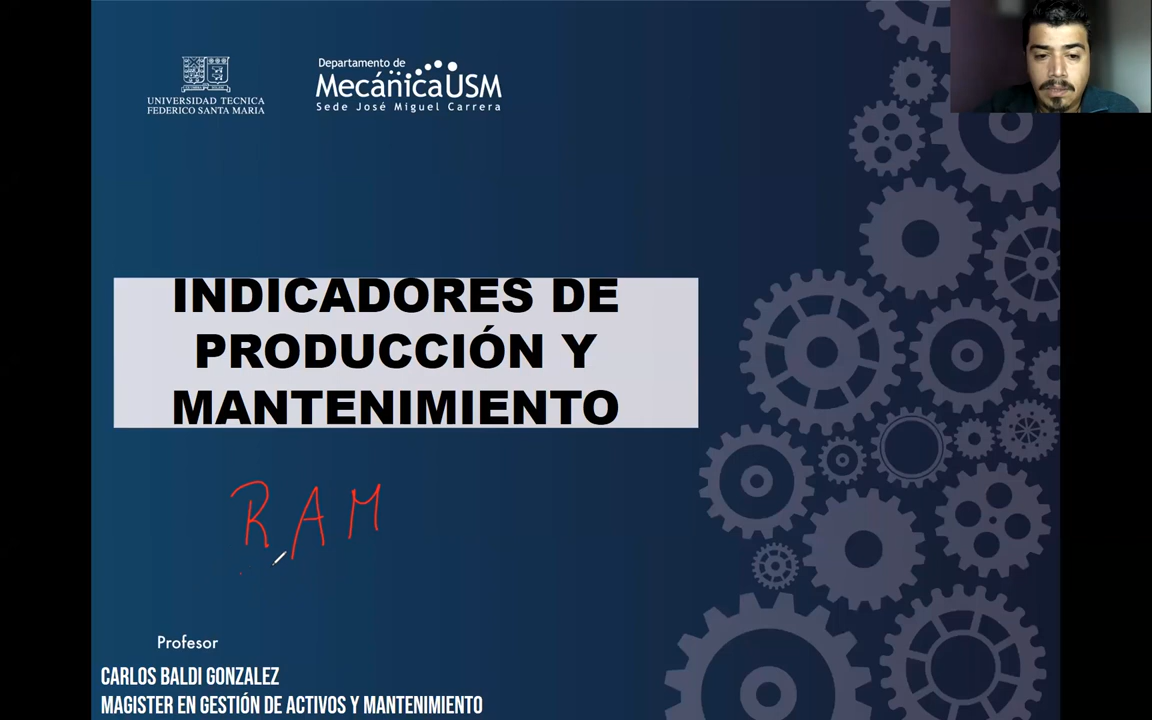 UNIVERSIDAD TECNICA
FEDERICO SANTA MARIA
Departamento de
MecánicaUSM
Sede José Miguel Carrera
INDICADORES DE
PRODUCCIÓN Y
MANTENIMIENTO
RAM
Profesor
CARLOS BALDI GONZALEZ
MAGISTER EN GESTIÓN DE ACTIVOS Y MANTENIMIENTO